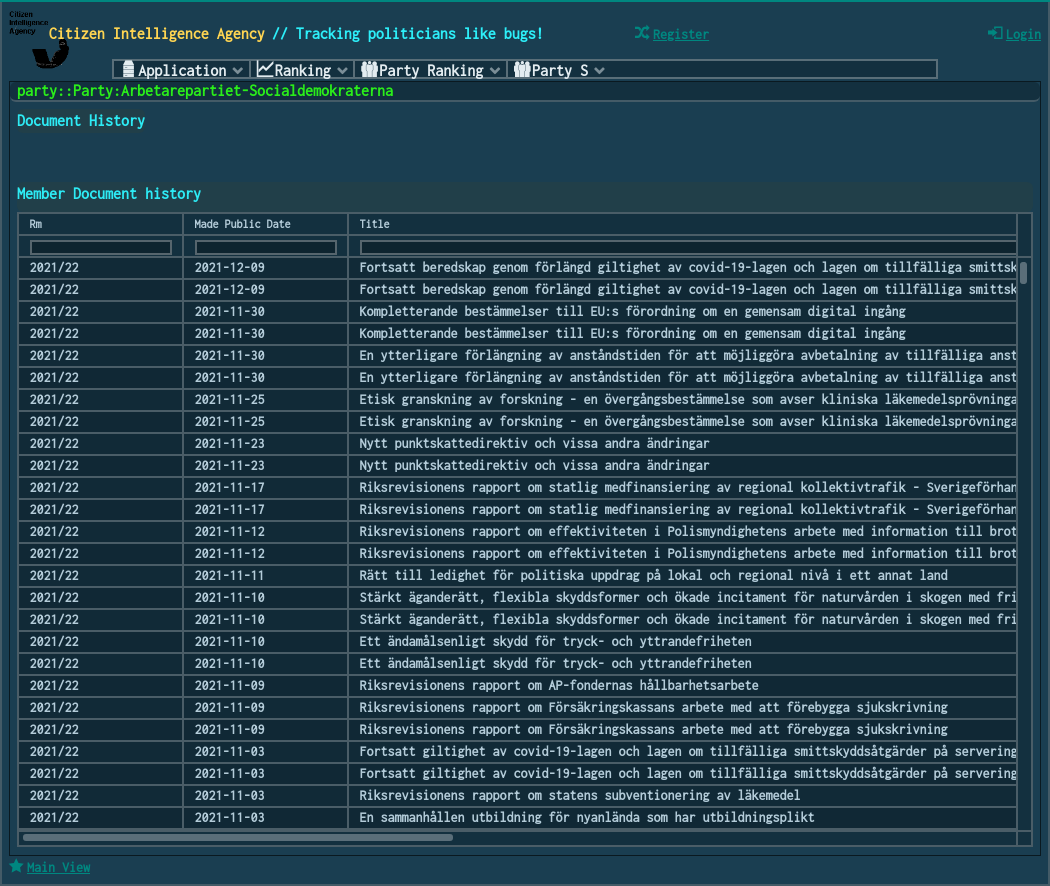 Citizen
Intelligence
Agency
Citizen Intelligence Agency // Tracking politicians like bugs!
Register
Login
Application
Ranking
Party Ranking
Party S
party::Party:Arbetarepartiet-Socialdemokraterna
Document History
Member Document history
Rm Made Public Date Title
2021/22 2021-12-09 Fortsatt beredskap genom förlängd giltighet av covid-19-lagen och lagen om tillfälliga smittsk
2021/22 2021-12-09 Fortsatt beredskap genom förlängd giltighet av covid-19-lagen och lagen om tillfälliga smittsk
2021/22 2021-11-30 Kompletterande bestämmelser till EU:s förordning om en gemensam digital ingång
2021/22 2021-11-30 Kompletterande bestämmelser till EU:s förordning om en gemensam digital ingång
2021/22 2021-11-30 En ytterligare förlängning av anståndstiden för att möjliggöra avbetalning av tillfälliga anst
2021/22 2021-11-30 En ytterligare förlängning av anståndstiden för att möjliggöra avbetalning av tillfälliga anst
2021/22 2021-11-25 Etisk granskning av forskning - en övergångsbestämmelse som avser kliniska läkemedelsprövninga
2021/22 2021-11-25 Etisk granskning av forskning - en övergångsbestämmelse som avser kliniska läkemedelsprövninga
2021/22 2021-11-23 Nytt punktskattedirektiv och vissa andra ändringar
2021/22 2021-11-23 Nytt punktskattedirektiv och vissa andra ändringar
2021/22 2021-11-17 Riksrevisionens rapport om statlig medfinansiering av regional kollektivtrafik - Sverigeförhan
2021/22 2021-11-17 Riksrevisionens rapport om statlig medfinansiering av regional kollektivtrafik - Sverigeförhan
2021/22 2021-11-12 Riksrevisionens rapport om effektiviteten i Polismyndighetens arbete med information till brot
2021/22 2021-11-12 Riksrevisionens rapport om effektiviteten i Polismyndighetens arbete med information till brot
2021/22 2021-11-11 Rätt till ledighet för politiska uppdrag på lokal och regional nivå i ett annat land
2021/22 2021-11-10 Stärkt äganderätt, flexibla skyddsformer och ökade incitament för naturvården i skogen med fri
2021/22 2021-11-10 Stärkt äganderätt, flexibla skyddsformer och ökade incitament för naturvården i skogen med fri
2021/22 2021-11-10 Ett ändamålsenligt skydd för tryck- och yttrandefriheten
2021/22 2021-11-10 Ett ändamålsenligt skydd för tryck- och yttrandefriheten
2021/22 2021-11-09 Riksrevisionens rapport om AP-fondernas hållbarhetsarbete
2021/22 2021-11-09 Riksrevisionens rapport om Försäkringskassans arbete med att förebygga sjukskrivning
2021/22 2021-11-09 Riksrevisionens rapport om Försäkringskassans arbete med att förebygga sjukskrivning
2021/22 2021-11-03 Fortsatt giltighet av covid-19-lagen och lagen om tillfälliga smittskyddsåtgärder på servering
2021/22 2021-11-03 Fortsatt giltighet av covid-19-lagen och lagen om tillfälliga smittskyddsåtgärder på servering
2021/22 2021-11-03 Riksrevisionens rapport om statens subventionering av läkemedel
2021/22 2021-11-03 En sammanhållen utbildning för nyanlända som har utbildningsplikt
Main View